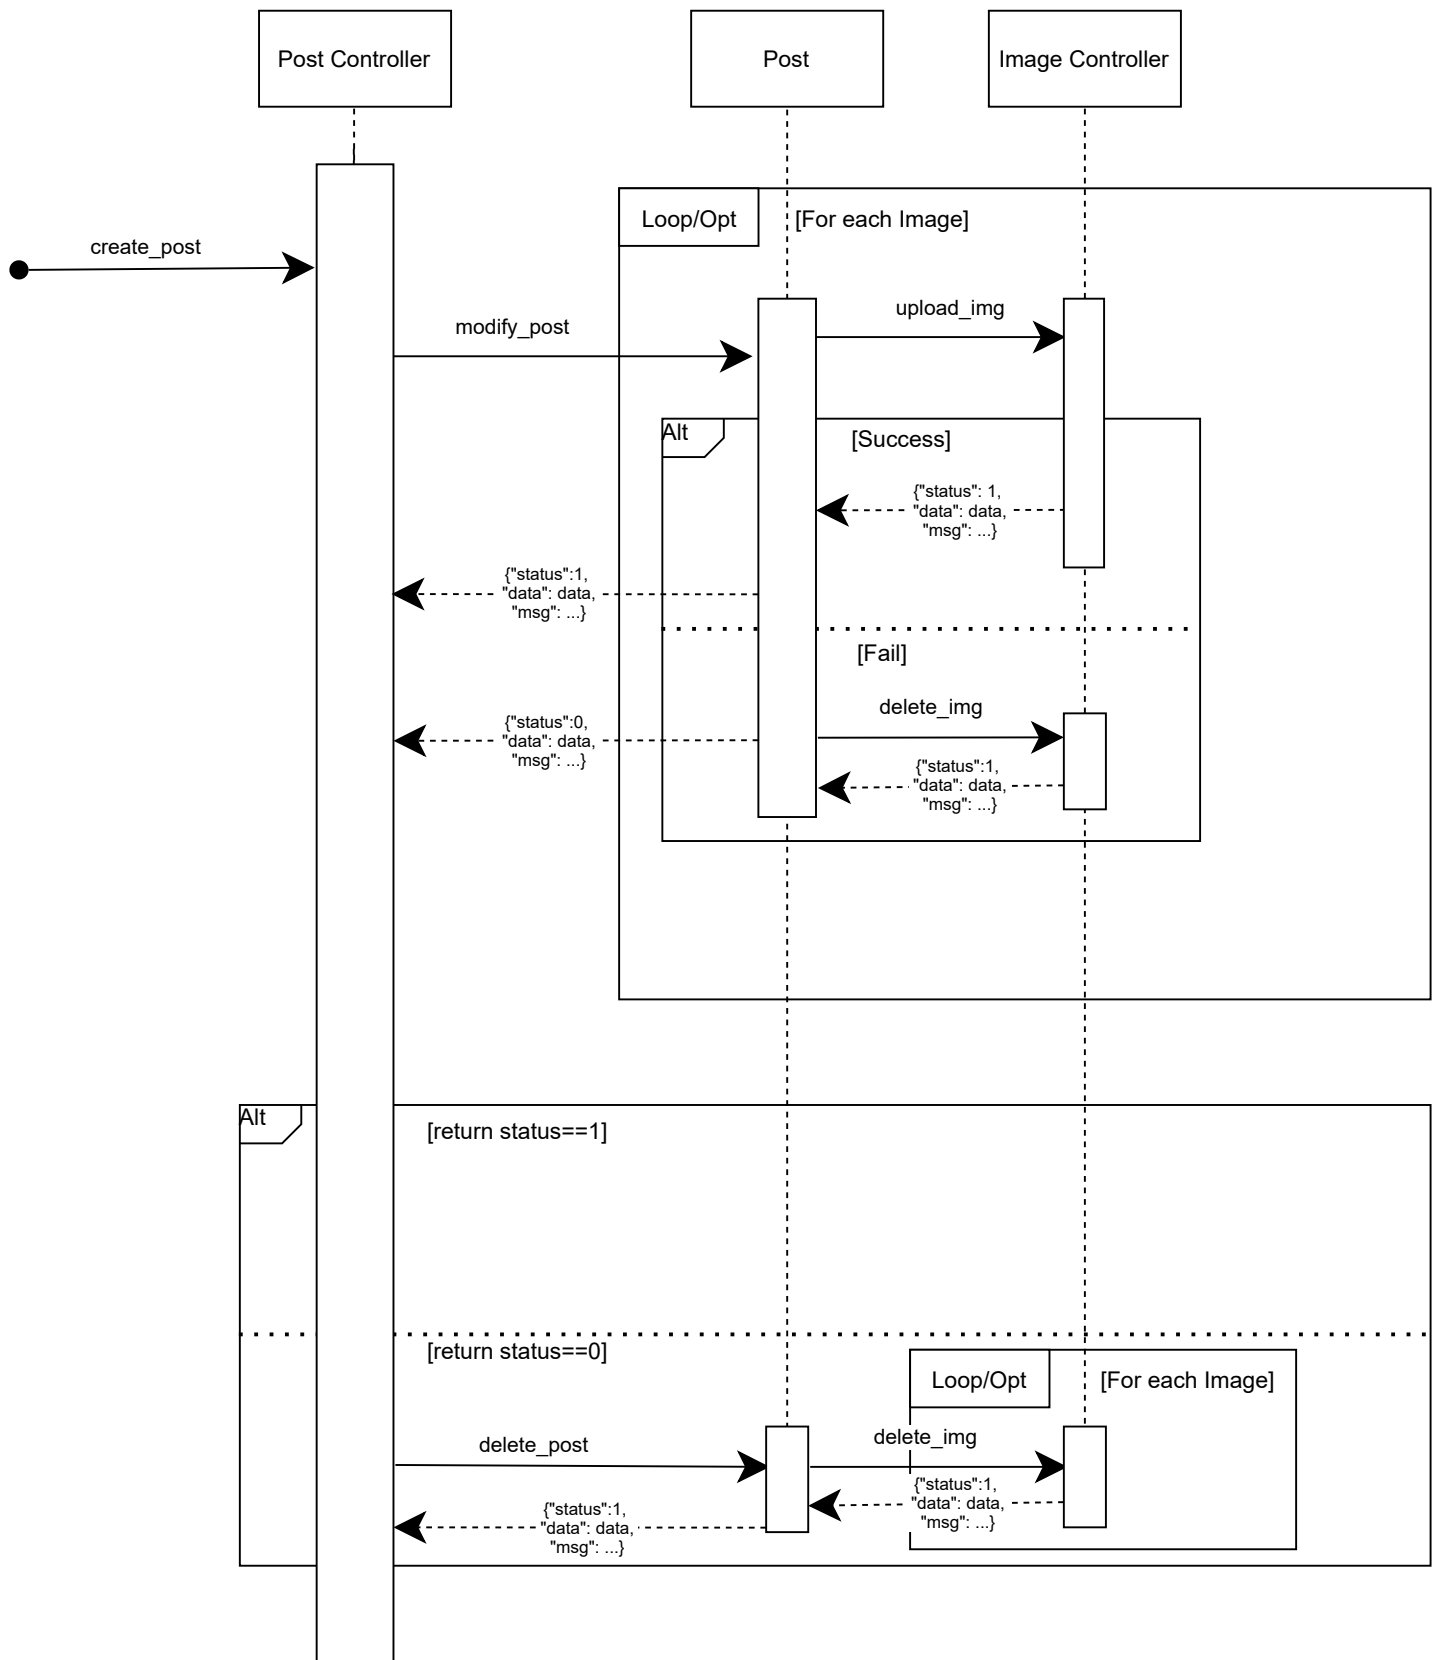 Post Controller
Post
Image Controller
Loop/Opt
[For each Image]
create_post
upload_img
modify_post
Alt
[Success]
{"status": 1,
"data": data,
"msg": ...}
{"status":1,
"data": data,
"msg": ...}
[Fail]
delete_img
{"status":0,
"data": data,
"msg": ...}
{"status":1,
"data": data,
"msg": ...}
Alt
[return status==1]
[return status==0]
Loop/Opt
[For each Image]
delete_post
delete_img
{"status":1,
"data": data,
"msg": ...}
{"status":1,
"data": data,
"msg": ...}